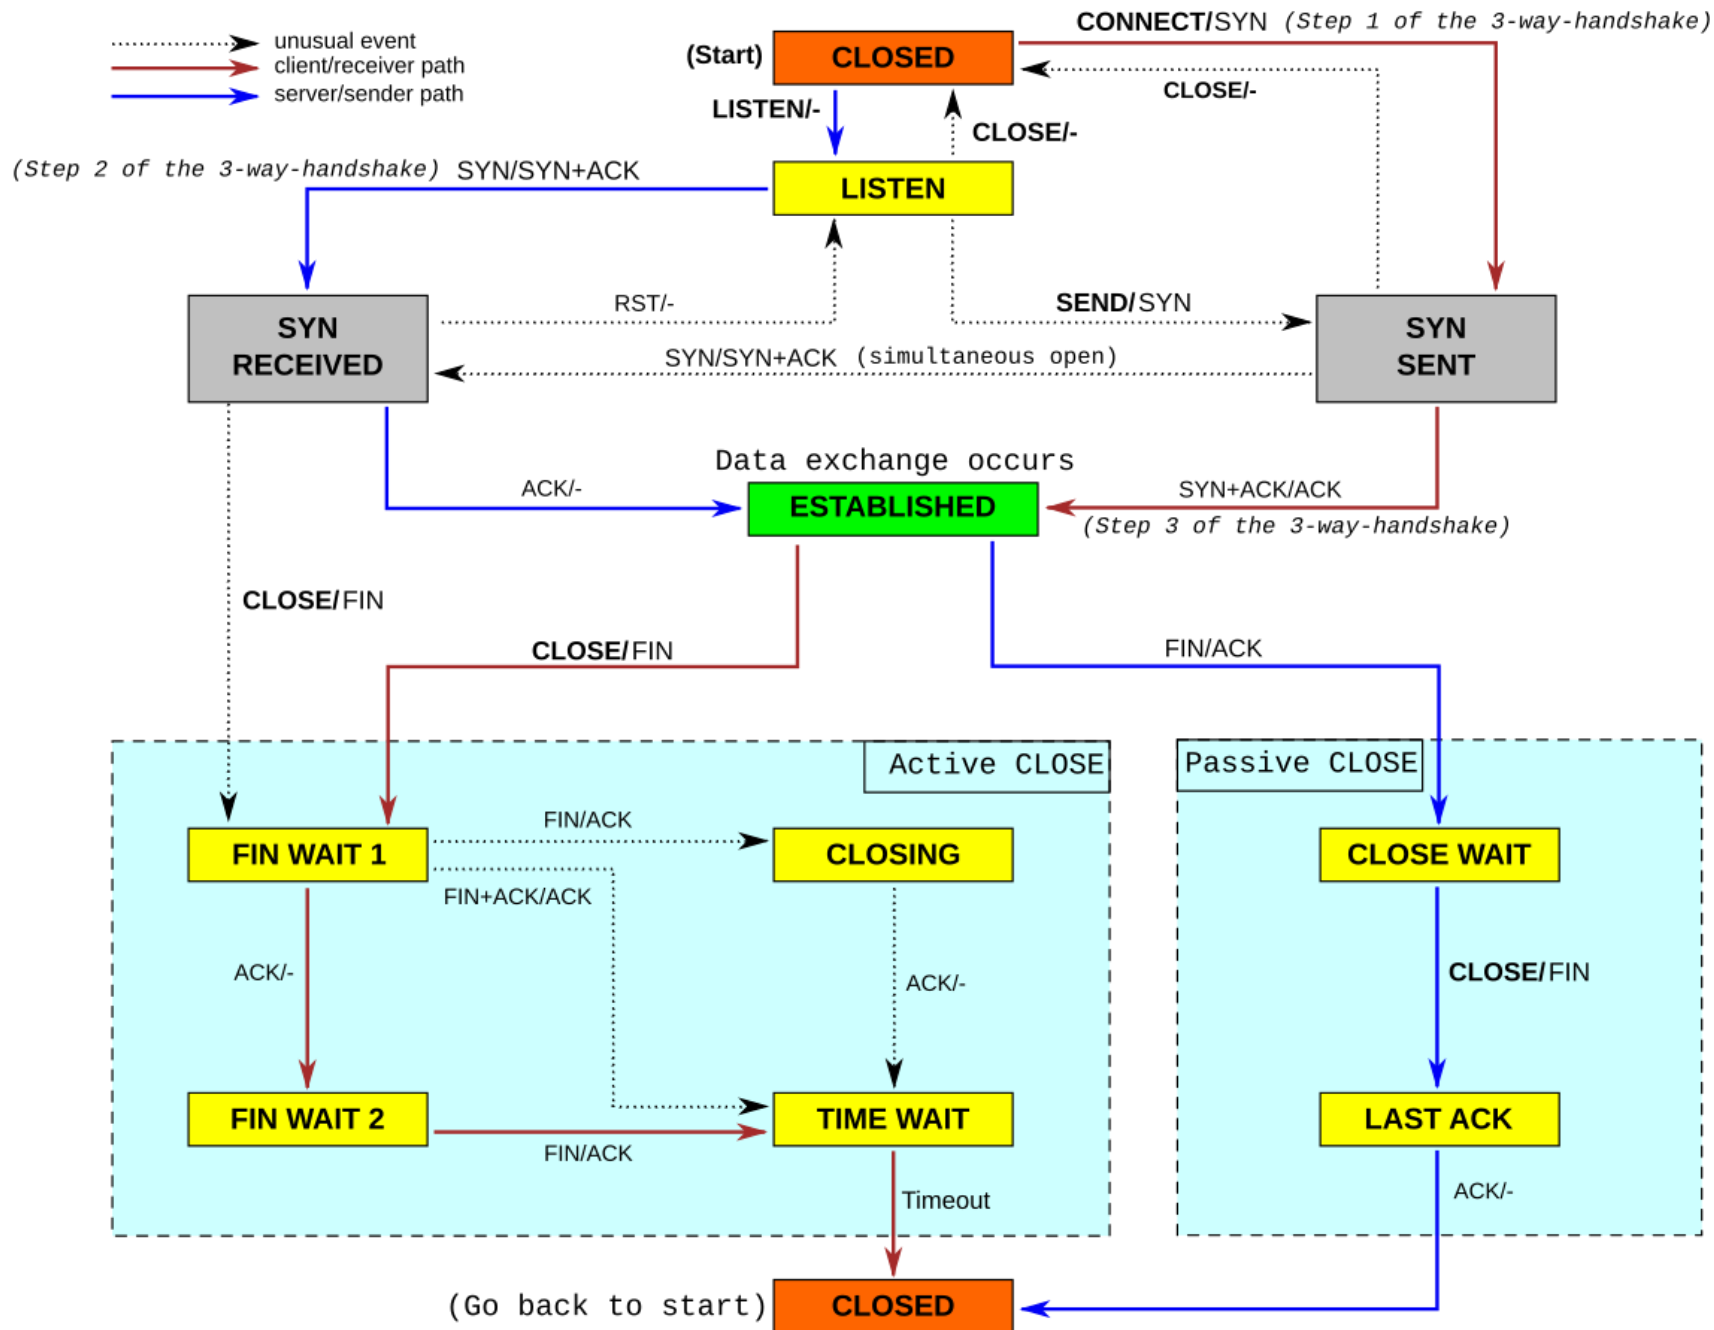 CONNECT/SYN (Step 1 of the 3-way-handshake)
unusual event
client/receiver path
server/sender path
(Start)
CLOSED
CLOSE/-
LISTEN/-
CLOSE/-
(Step 2 of the 3-way-handshake) SYN/SYN+ACK
LISTEN
RST/-
SEND/SYN
SYN
RECEIVED
SYN
SENT
SYN/SYN+ACK (simultaneous open)
Data exchange occurs
ACK/-
ESTABLISHED
SYN+ACK/ACK
(Step 3 of the 3-way-handshake)
CLOSE/FIN
CLOSE/FIN
FIN/ACK
Active CLOSE
Passive CLOSE
FIN WAIT 1
FIN/ACK
CLOSING
CLOSE WAIT
FIN+ACK/ACK
ACK/-
ACK/-
CLOSE/FIN
FIN WAIT 2
TIME WAIT
LAST ACK
FIN/ACK
Timeout
ACK/-
(Go back to start)
CLOSED